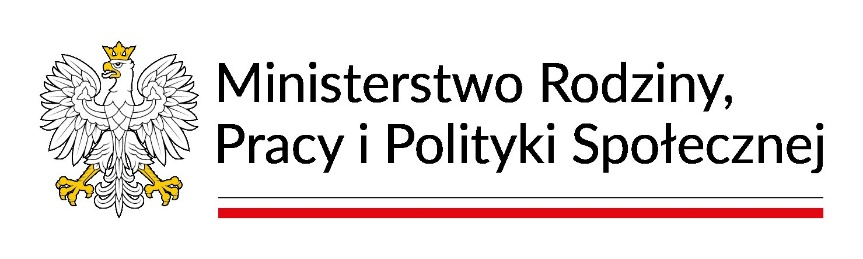 Ministerstwo Rodziny,
Pracy i Polityki Społecznej